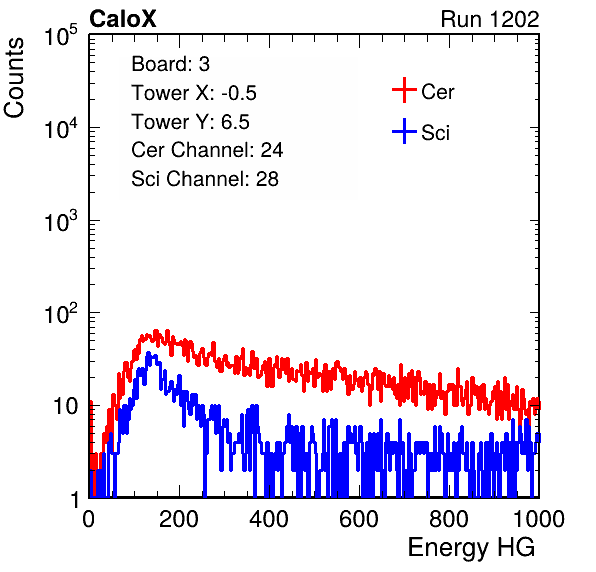 CaloX Run 1202
Counts
Board: 3
Tower X: -0.5
Tower Y: 6.5
Cer Channel: 24
Sci Channel: 28
Cer
Sci
10^5
10^4
10^3
10^2
10
1
0 200 400 600 800 1000
Energy HG